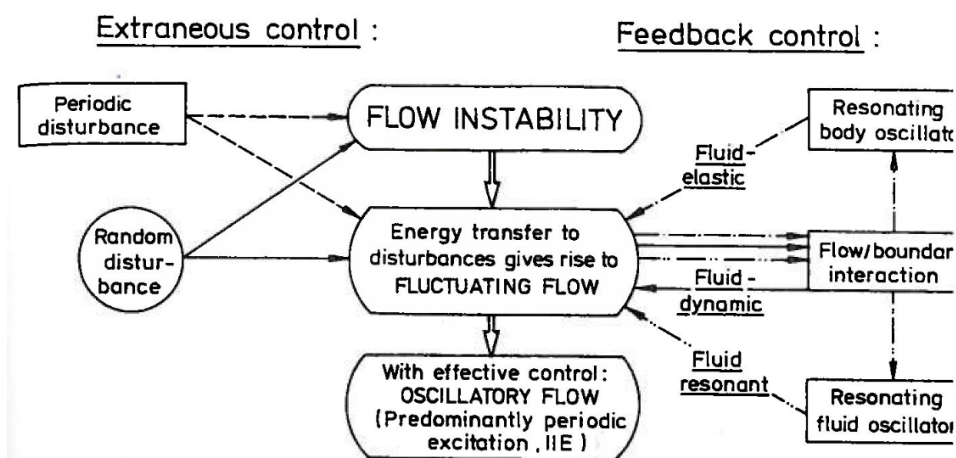 Extraneous control :
Feedback control :
Periodic
disturbance
FLOW INSTABILITY
Resonating
body oscillato
Fluid-
elastic
Random
distur-
bance
Energy transfer to
disturbances gives rise to
FLUCTUATING FLOW
Flow/boundar
interaction
Fluid-
dynamic
With effective control:
OSCILLATORY FLOW
(Predominantly periodic
excitation, IIE)
Fluid
resonant
Resonating
fluid oscillator